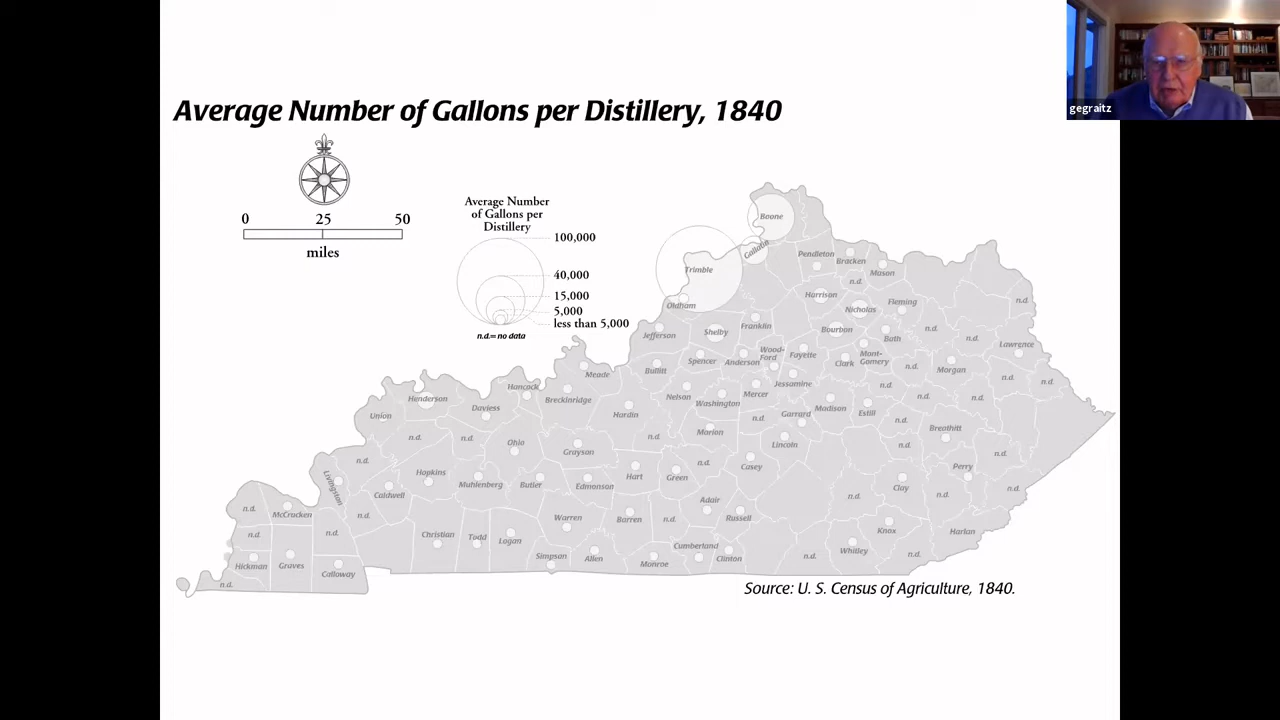 gegraitz
Average Number of Gallons per Distillery, 1840
0 25 50
miles
Average Number
of Gallons per
Distillery
100,000
40,000
15,000
5,000
less than 5,000
n.d.= no data
Boone
Gallatin
Trimble
Oldham
Pendleton
Bracken
Mason
n.d.
Harrison
Nicholas
Fleming
n.d.
Jefferson
Shelby
Franklin
Bourbon
Bath
n.d.
n.d.
Lawrence
Spencer
Anderson
Wood-
Ford
Fayette
Clark
Mont-
Gomery
n.d.
Morgan
n.d.
n.d.
Bullitt
Meade
Hancock
Breckinridge
Nelson
Washington
Mercer
Jessamine
n.d.
n.d.
n.d.
Henderson
Union
Daviess
Hardin
n.d.
Garrard
Madison
Estill
n.d.
Breathitt
Marion
Lincoln
n.d.
n.d.
n.d.
n.d.
Ohio
Grayson
n.d.
n.d.
Hopkins
Muhlenberg
Butler
Edmonson
Hart
Green
n.d.
Casey
Perry
Clay
n.d.
n.d.
n.d.
Livingston
Caldwell
n.d.
n.d.
McCrucken
n.d.
n.d.
Christian
Todd
Logan
Warren
Barren
n.d.
Adair
Russell
Knox
Harlan
Hickman
Graves
Calloway
n.d.
Simpson
Allen
Monroe
Cumberland
Clinton
n.d.
Whitley
n.d.
Source: U. S. Census of Agriculture, 1840.